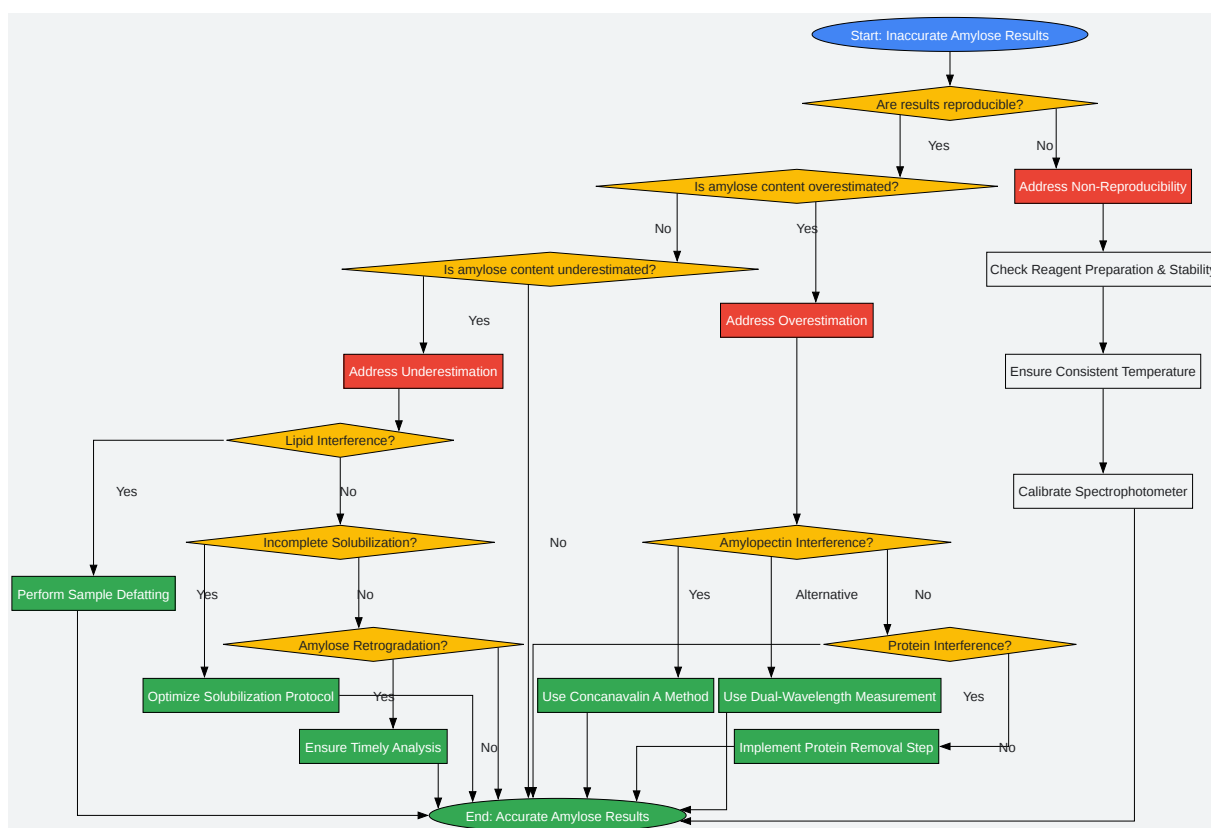 Start: Inaccurate Amylose Results
Are results reproducible?
Yes
No
Is amylose content overestimated?
Address Non-Reproducibility
No
Yes
Is amylose content underestimated?
Check Reagent Preparation & Stability
Yes
Address Overestimation
Address Underestimation
Ensure Consistent Temperature
Lipid Interference?
Yes
No
Calibrate Spectrophotometer
Incomplete Solubilization?
No
Amylopectin Interference?
Perform Sample Defatting
Yes
No
Yes
Alternative
No
Amylose Retrogradation?
Protein Interference?
Optimize Solubilization Protocol
Yes
Use Concanavalin A Method
Use Dual-Wavelength Measurement
Yes
Ensure Timely Analysis
No
Implement Protein Removal Step
No
End: Accurate Amylose Results